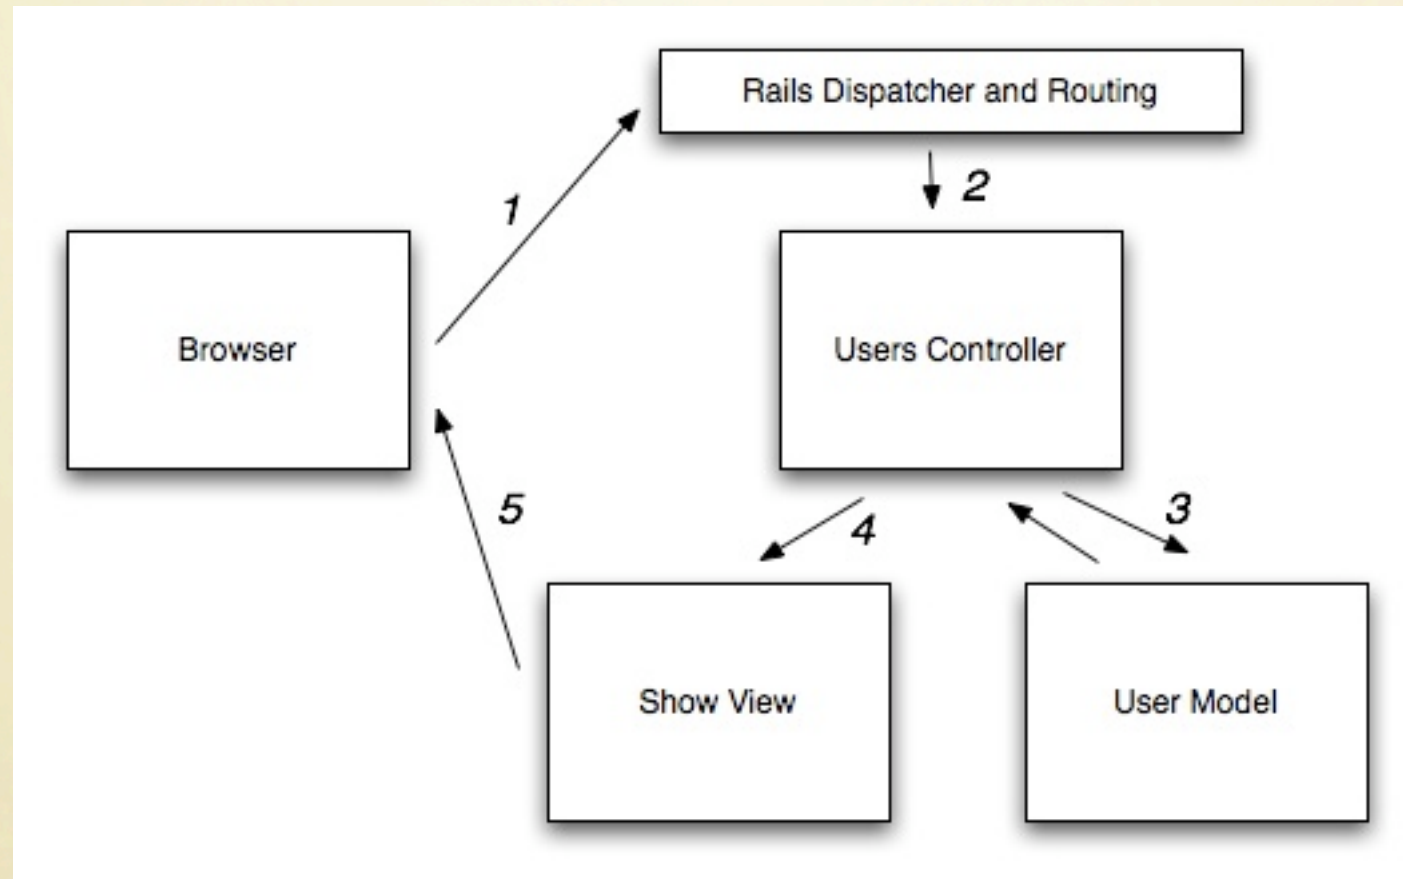 Rails Dispatcher and Routing
1
2
Browser
Users Controller
5
4
3
Show View
User Model